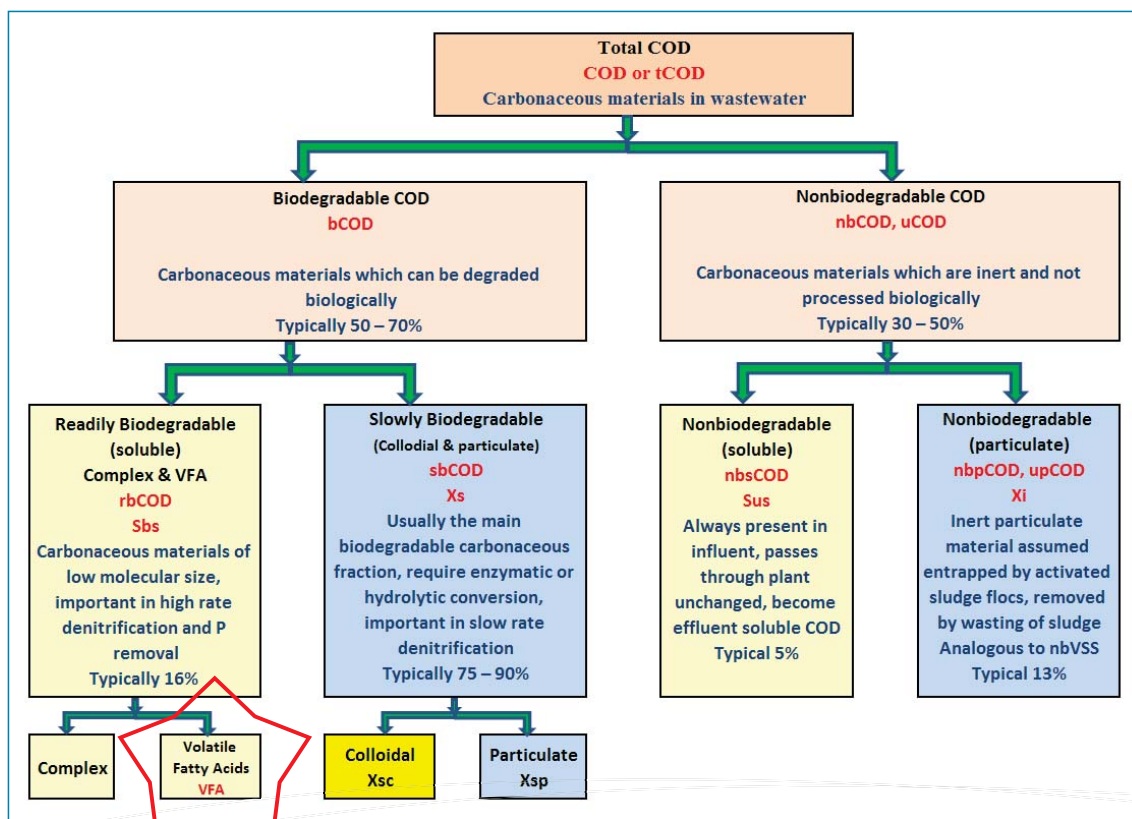 Total COD
COD or tCOD
Carbonaceous materials in wastewater
Biodegradable COD
bCOD
Carbonaceous materials which can be degraded
biologically
Typically 50 – 70%
Nonbiodegradable COD
nbCOD, uCOD
Carbonaceous materials which are inert and not
processed biologically
Typically 30 – 50%
Readily Biodegradable
(soluble)
Complex & VFA
rbCOD
Sbs
Carbonaceous materials of
low molecular size,
important in high rate
denitrification and P
removal
Typically 16%
Slowly Biodegradable
(Collodial & particulate)
sbCOD
Xs
Usually the main
biodegradable carbonaceous
fraction, require enzymatic or
hydrolytic conversion,
important in slow rate
denitrification
Typically 75 – 90%
Nonbiodegradable
(soluble)
nbsCOD
Sus
Always present in
influent, passes
through plant
unchanged, become
effluent soluble COD
Typical 5%
Nonbiodegradable
(particulate)
nbpCOD, upCOD
Xi
Inert particulate
material assumed
entrapped by activated
sludge flocs, removed
by wasting of sludge
Analogous to nbVSS
Typical 13%
Complex
Volatile
Fatty Acids
VFA
Colloidal
Xsc
Particulate
Xsp